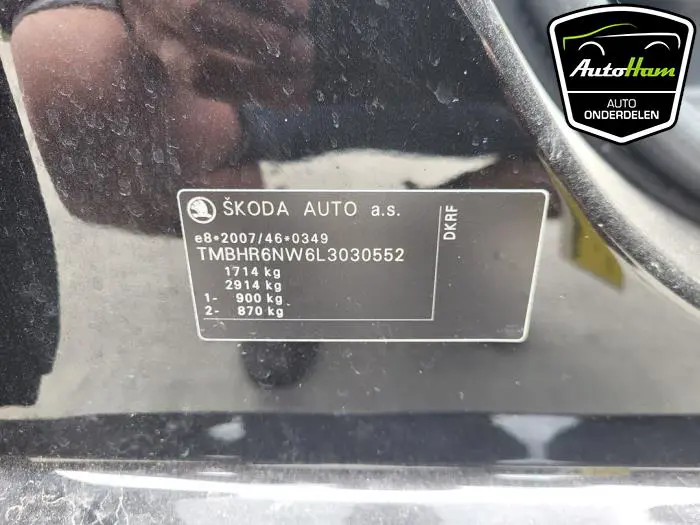 AutoHam
AUTO
ONDERDELEN
ŠKODA AUTO a.s.
e8*2007/46*0349
TMBHR6NW6L3030552
1714 kg
2914 kg
1- 900 kg
2- 870 kg
DKRF